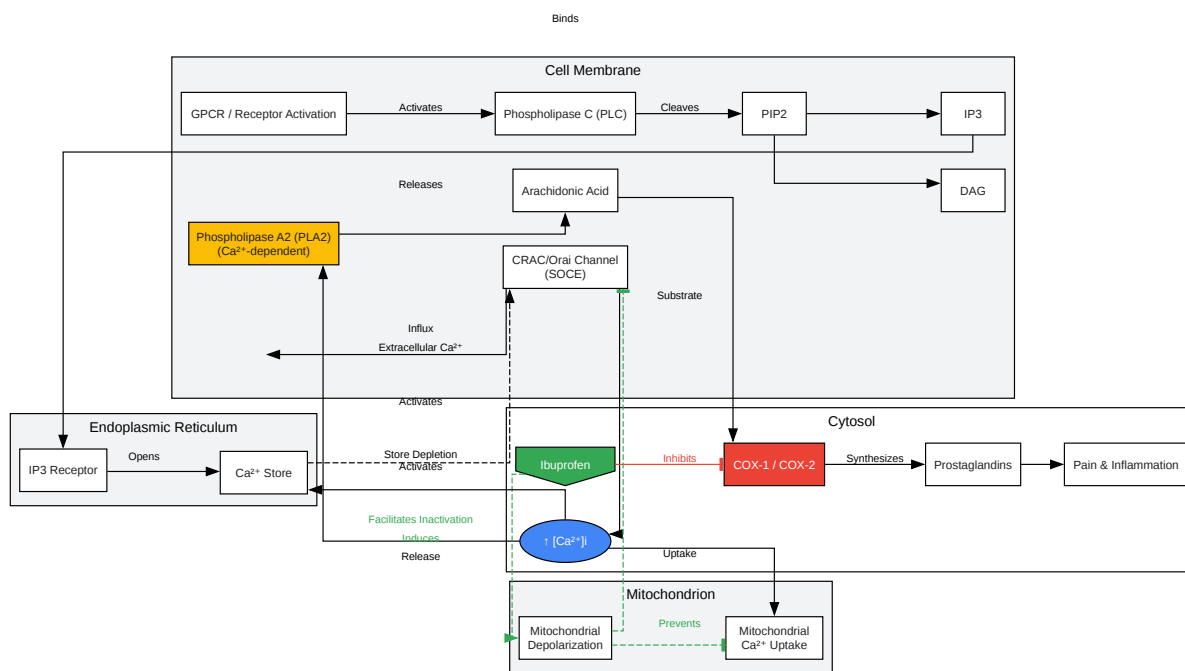 Binds
Cell Membrane
GPCR / Receptor Activation
Activates
Phospholipase C (PLC)
Cleaves
PIP2
IP3
Releases
Arachidonic Acid
DAG
Phospholipase A2 (PLA2)
(Ca²⁺-dependent)
CRAC/Orai Channel
(SOCE)
Substrate
Influx
Extracellular Ca²⁺
Activates
Endoplasmic Reticulum
Cytosol
IP3 Receptor
Opens
Ca²⁺ Store
Store Depletion
Activates
Ibuprofen
Inhibits
COX-1 / COX-2
Synthesizes
Prostaglandins
Pain & Inflammation
Facilitates Inactivation
Induces
Release
↑ [Ca²⁺]i
Uptake
Mitochondrion
Mitochondrial
Depolarization
Prevents
Mitochondrial
Ca²⁺ Uptake